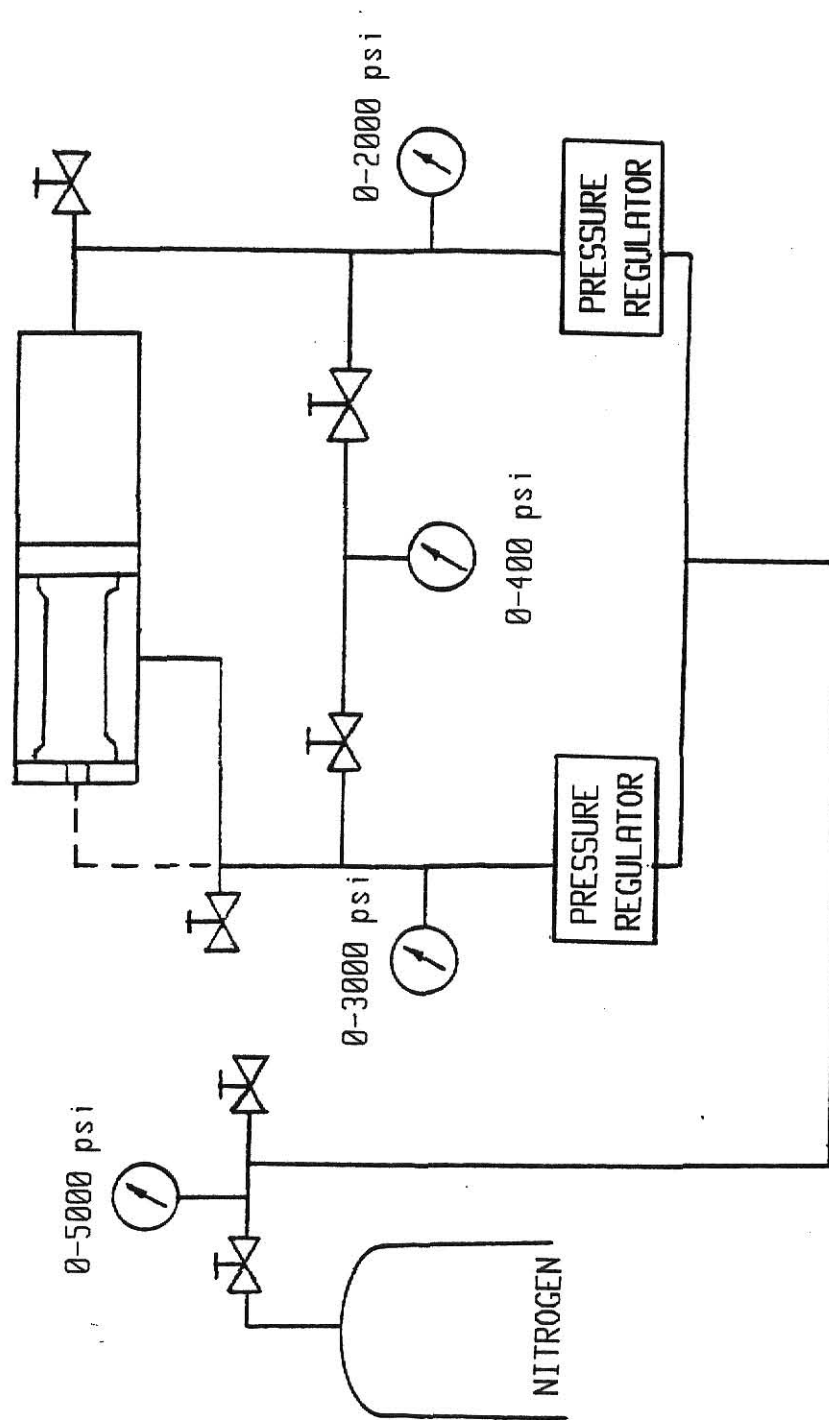 0-5000 psi
NITROGEN
0-3000 psi
PRESSURE
REGULATOR
0-400 psi
0-2000 psi
PRESSURE
REGULATOR